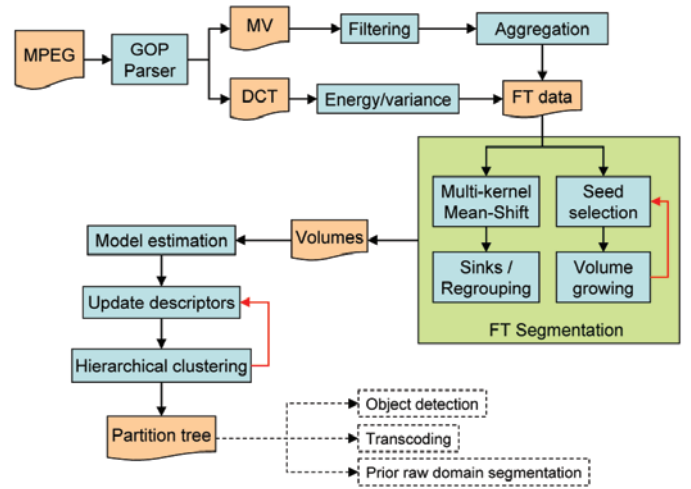 MPEG
GOP
Parser
MV
Filtering
Aggregation
DCT
Energy/variance
FT data
Multi-kernel
Mean-Shift
Seed
selection
Sinks /
Regrouping
Volume
growing
FT Segmentation
Volumes
Model estimation
Update descriptors
Hierarchical clustering
Partition tree
Object detection
Transcoding
Prior raw domain segmentation